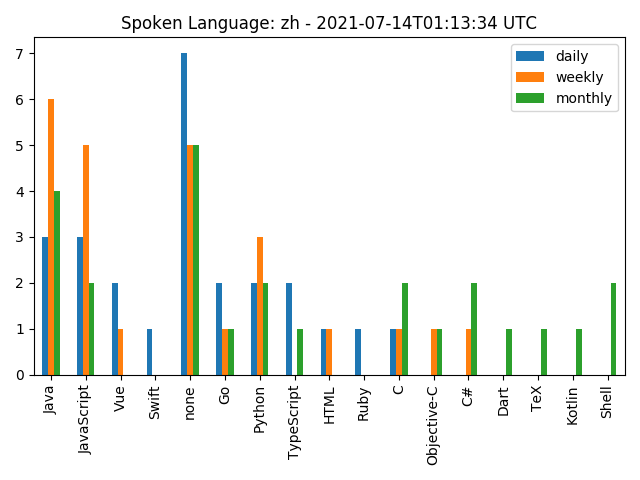 Spoken Language: zh - 2021-07-14T01:13:34 UTC
daily
weekly
monthly
7
6
5
4
3
2
1
0
Java
JavaScript
Vue
Swift
none
Go
Python
TypeScript
HTML
Ruby
C
Objective-C
C#
Dart
TeX
Kotlin
Shell